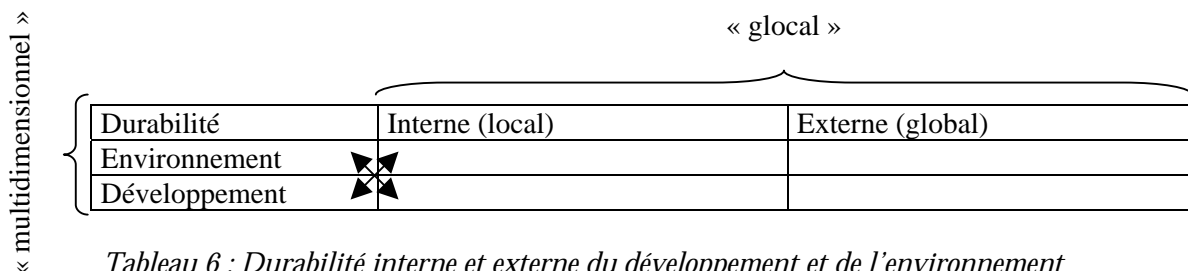 « glocal »
« multidimensionnel »
Durabilité Interne (local) Externe (global)
Environnement
Développement
Tableau 6 : Durabilité interne et externe du développement et de l'environnement